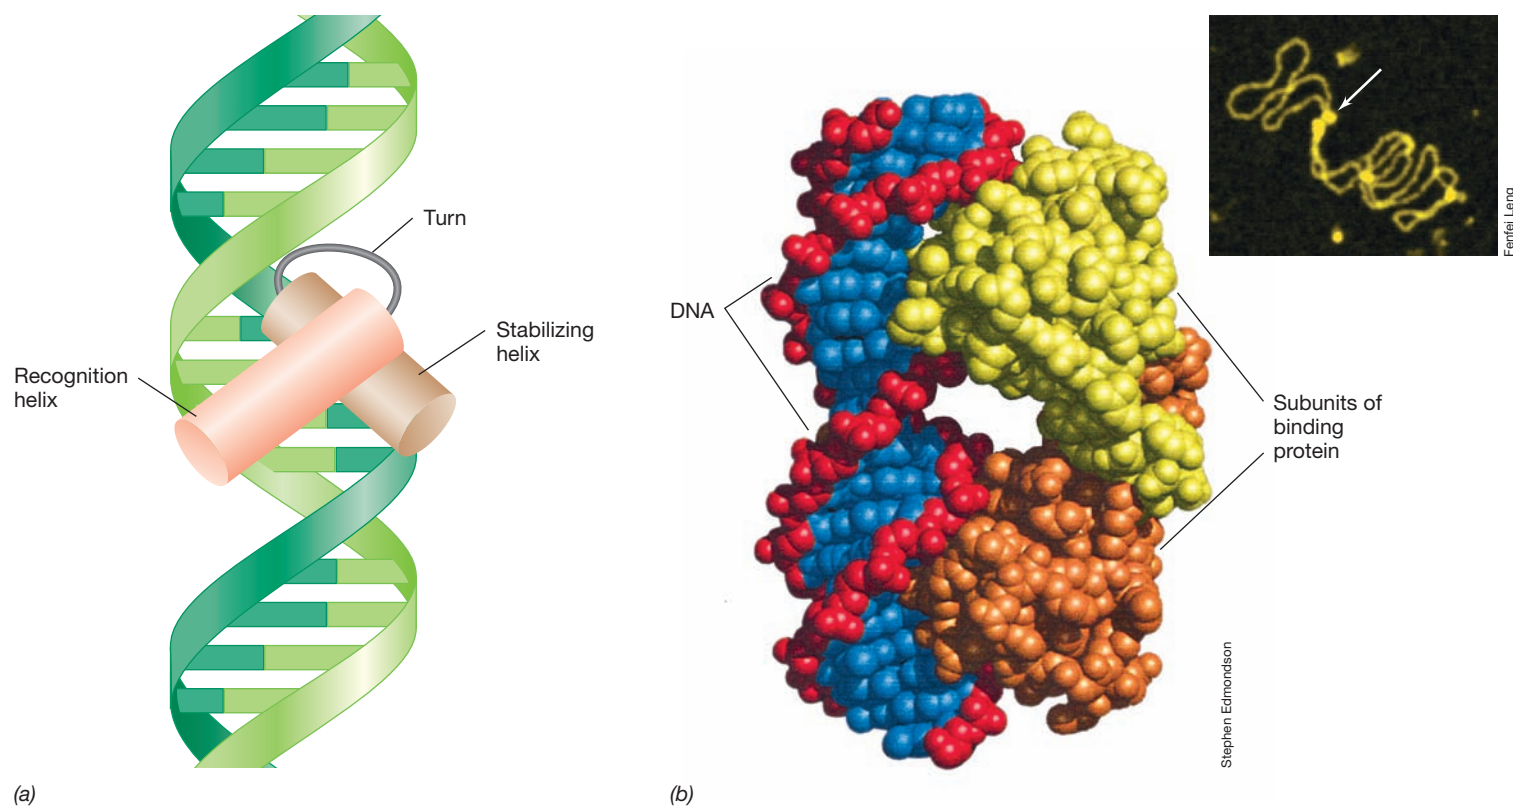 Turn
Stabilizing
helix
Recognition
helix
(a)
DNA
Subunits of
binding
protein
Stephen Edmondson
Fenfei Leng
(b)